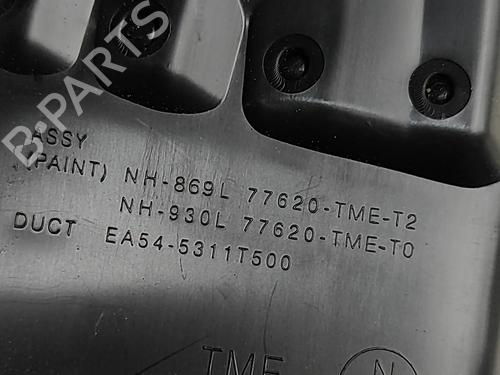 B-PARTS
ASSY
(PAINT) NH-869L 77620-TME-T2
NH-930L 77620-TME-T0
DUCT EA54-5311T500
TME N